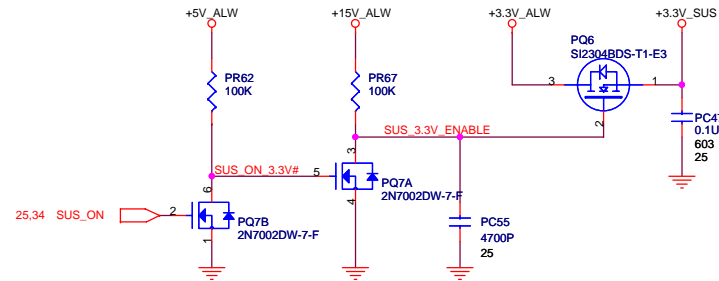 +5V_ALW
+15V_ALW
+3.3V_ALW
+3.3V_SUS
PQ6
SI2304BDS-T1-E3
PR62
100K
PR67
100K
3
1
2
PC47
0.1U
603
25
SUS_3.3V_ENABLE
SUS_ON_3.3V#
3
5
PQ7A
2N7002DW-7-F
4
6
25,34 SUS_ON
2
PQ7B
2N7002DW-7-F
1
PC55
4700P
25